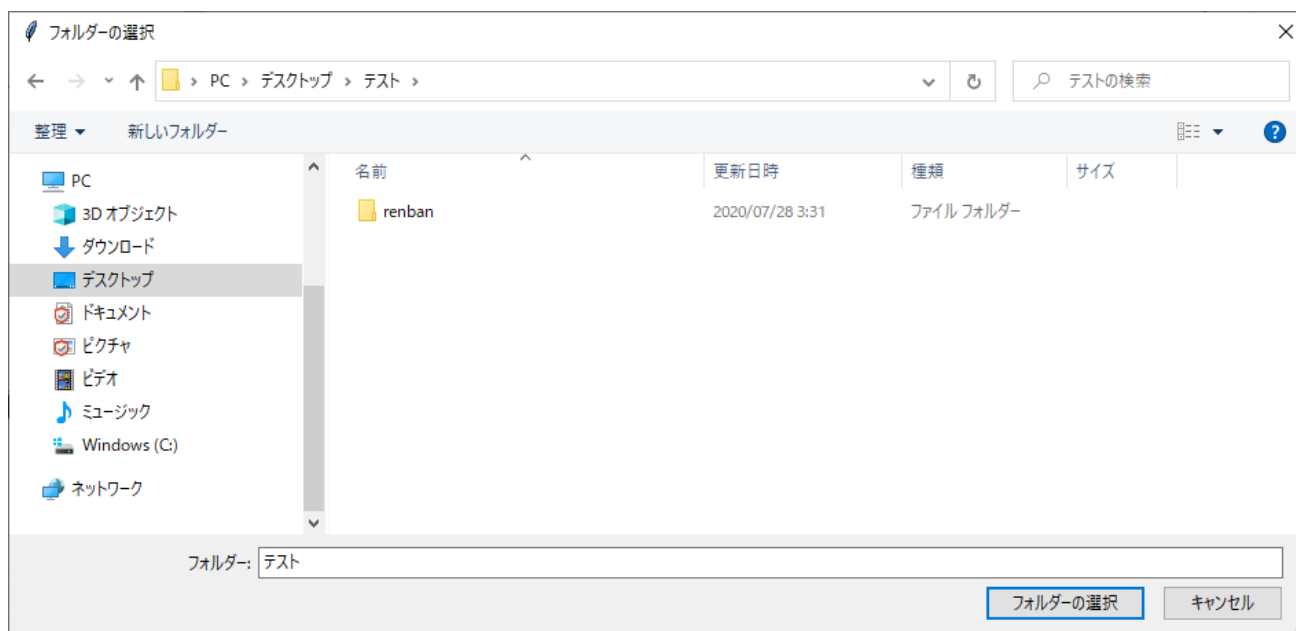 フォルダーの選択
PC › デスクトップ › テスト ›
テストの検索
整理
新しいフォルダー
PC
3D オブジェクト
ダウンロード
デスクトップ
ドキュメント
ピクチャ
ビデオ
ミュージック
Windows (C:)
ネットワーク
名前 更新日時 種類 サイズ
renban 2020/07/28 3:31 ファイル フォルダー
フォルダー: テスト
フォルダーの選択 キャンセル